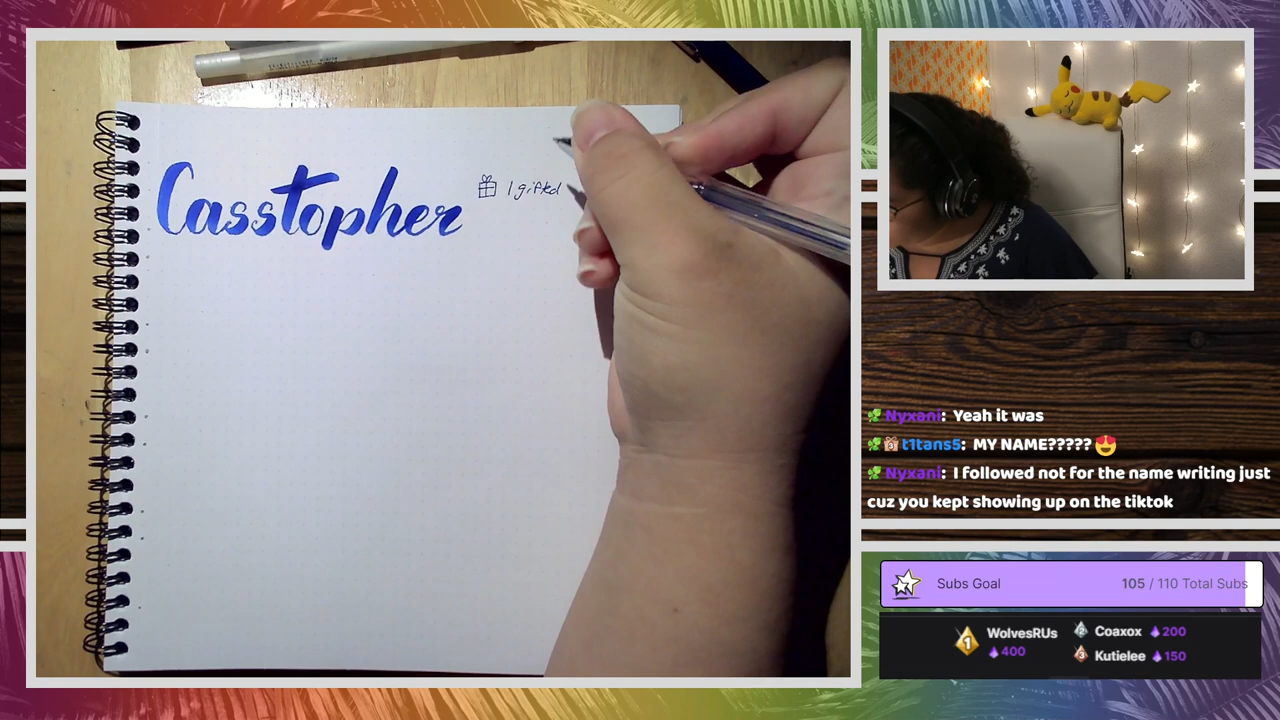 Casstopher
1 gifted
Nyxani: Yeah it was
t1tans5: MY NAME?????
Nyxani: I followed not for the name writing just
cuz you kept showing up on the tiktok
Subs Goal 105 / 110 Total Subs
1 WolvesRUs 400
2 Coaxox 200
3 Kutielee 150